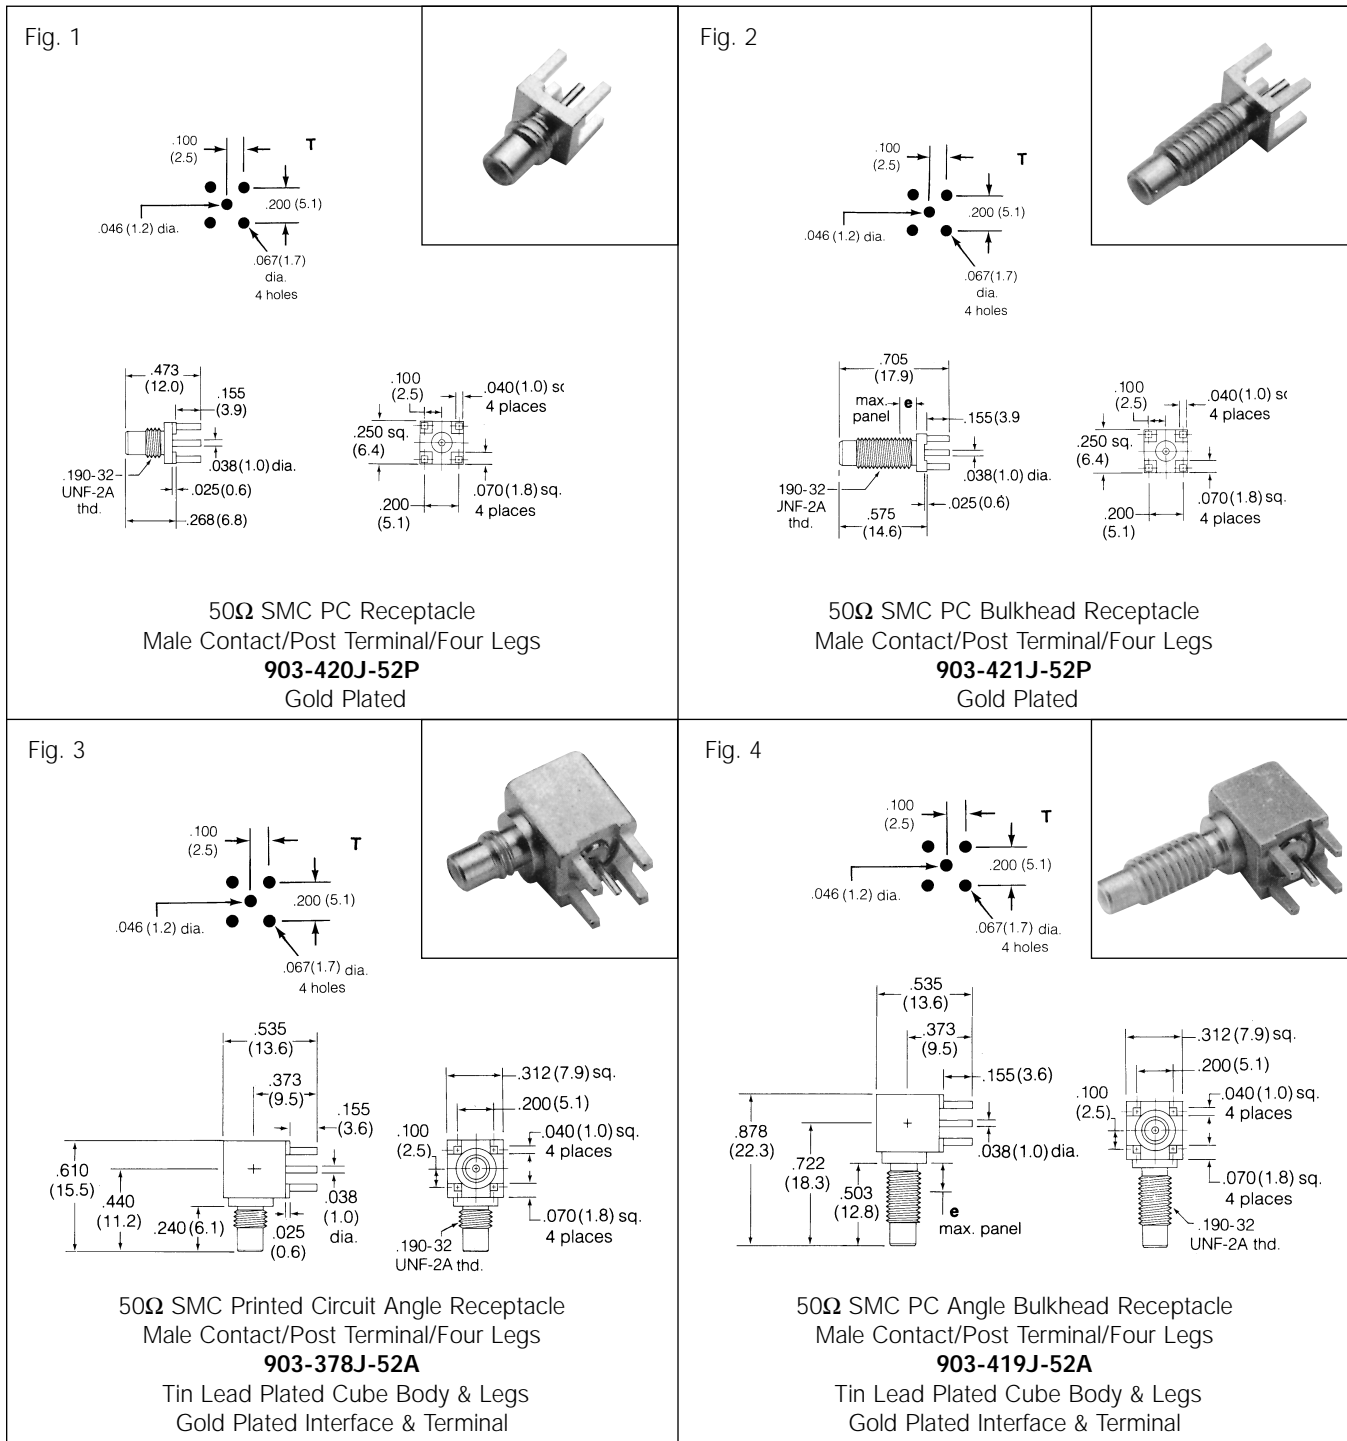 Fig. 1
.100
(2.5)
T
.200 (5.1)
.046 (1.2) dia.
.067(1.7)
dia.
4 holes
.473
(12.0)
.155
(3.9)
.038(1.0) dia.
.190-32
UNF-2A
thd.
.025(0.6)
.268(6.8)
.100
(2.5)
.040(1.0) sc
4 places
.250 sq.
(6.4)
.070(1.8) sq.
4 places
.200
(5.1)
50Ω SMC PC Receptacle
Male Contact/Post Terminal/Four Legs
903-420J-52P
Gold Plated
Fig. 2
.100
(2.5)
T
.200 (5.1)
.046 (1.2) dia.
.067(1.7)
dia.
4 holes
.705
(17.9)
max. e
panel
.155(3.9
.038(1.0) dia.
190-32
UNF-2A
thd.
.025(0.6)
.575
(14.6)
.100
(2.5)
.040(1.0) sq
4 places
.250 sq.
(6.4)
.070(1.8) sq.
4 places
.200
(5.1)
50Ω SMC PC Bulkhead Receptacle
Male Contact/Post Terminal/Four Legs
903-421J-52P
Gold Plated
Fig. 3
.100
(2.5)
T
.200 (5.1)
.046 (1.2) dia.
.067(1.7) dia.
4 holes
.535
(13.6)
.373
(9.5)
.155
(3.6)
.610
(15.5)
.440
(11.2)
.240(6.1)
.025
(0.6)
.038
(1.0)
dia.
.312(7.9) sq.
.200(5.1)
.100
(2.5)
.040(1.0) sq.
4 places
.070(1.8) sq.
4 places
.190-32
UNF-2A thd.
50Ω SMC Printed Circuit Angle Receptacle
Male Contact/Post Terminal/Four Legs
903-378J-52A
Tin Lead Plated Cube Body & Legs
Gold Plated Interface & Terminal
Fig. 4
.100
(2.5)
T
.200 (5.1)
.046 (1.2) dia.
.067(1.7) dia.
4 holes
.535
(13.6)
.373
(9.5)
.155(3.6)
.878
(22.3)
.722
(18.3)
.503
(12.8)
.038(1.0) dia.
e
max. panel
.312(7.9) sq.
.200(5.1)
.100
(2.5)
.040(1.0) sq.
4 places
.070(1.8) sq.
4 places
.190-32
UNF-2A thd.
50Ω SMC PC Angle Bulkhead Receptacle
Male Contact/Post Terminal/Four Legs
903-419J-52A
Tin Lead Plated Cube Body & Legs
Gold Plated Interface & Terminal